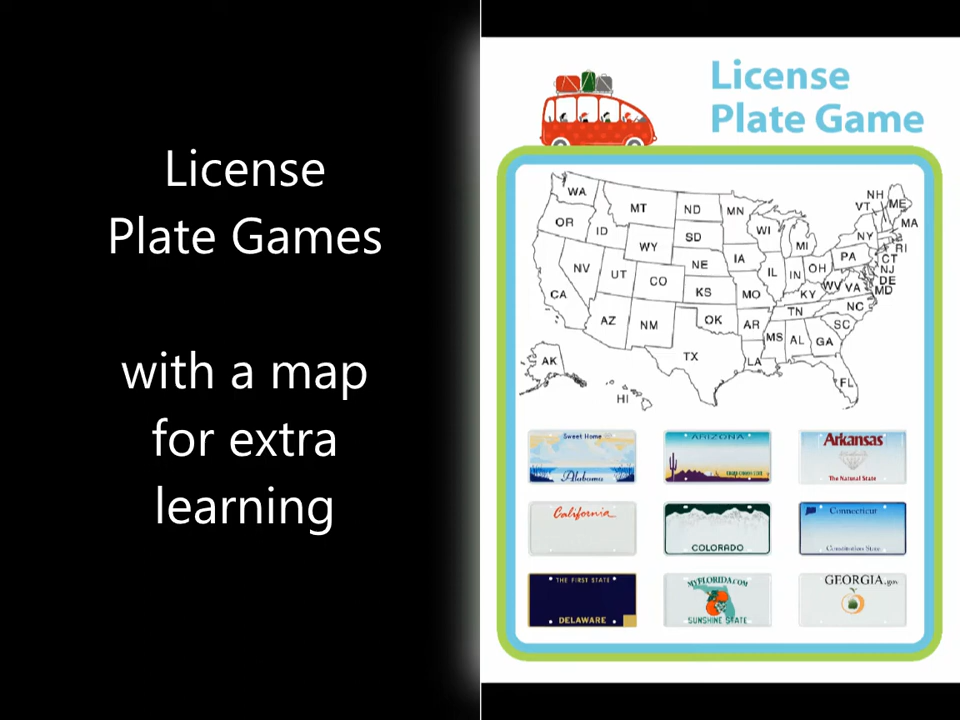 License
Plate Games
with a map
for extra
learning
License
Plate Game
WA
MT
ND
MN
NH
VT
ME
OR
ID
SD
WI
MI
NY
MA
RI
WY
IA
PA
CT
NJ
NV
UT
CO
NE
IL
IN
OH
DE
WV
VA
MD
CA
KS
MO
KY
NC
AZ
NM
OK
AR
TN
SC
MS
AL
GA
TX
LA
AK
HI
FL
Sweet Home
Alabama
ARIZONA
Arkansas
The Natural State
California
COLORADO
Connecticut
Constitution State
THE FIRST STATE
DELAWARE
MYFLORIDA.COM
SUNSHINE STATE
GEORGIA.gov